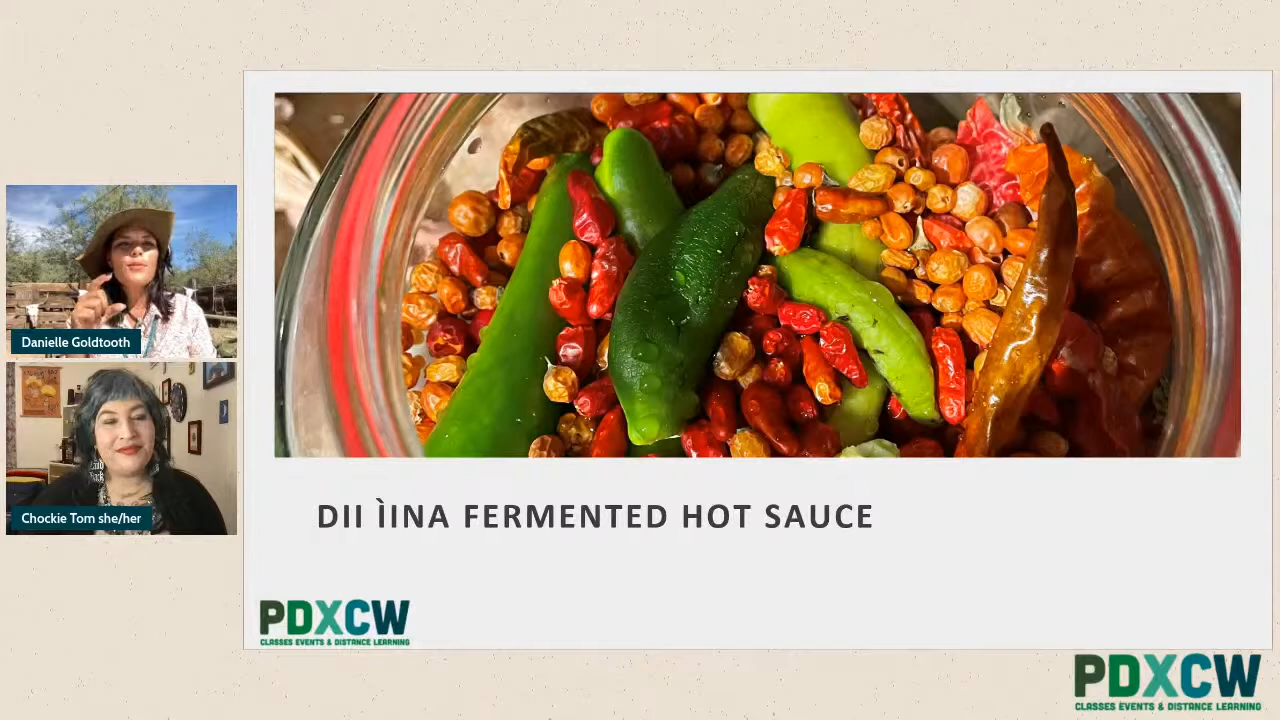 Danielle Goldtooth
Chockie Tom she/her
DII ÌINA FERMENTED HOT SAUCE
PDXCW
CLASSES EVENTS & DISTANCE LEARNING
PDXCW
CLASSES EVENTS & DISTANCE LEARNING